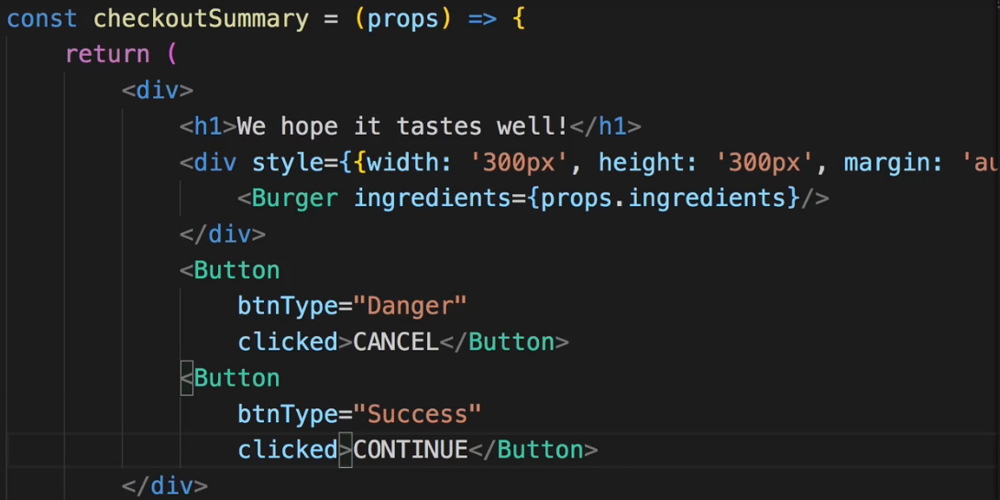 const checkoutSummary = (props) => {
return (
<div>
<h1>We hope it tastes well!</h1>
<div style={{width: '300px', height: '300px', margin: 'au
<Burger ingredients={props.ingredients}/>
</div>
<Button
btnType="Danger"
clicked>CANCEL</Button>
<Button
btnType="Success"
clicked>CONTINUE</Button>
</div>